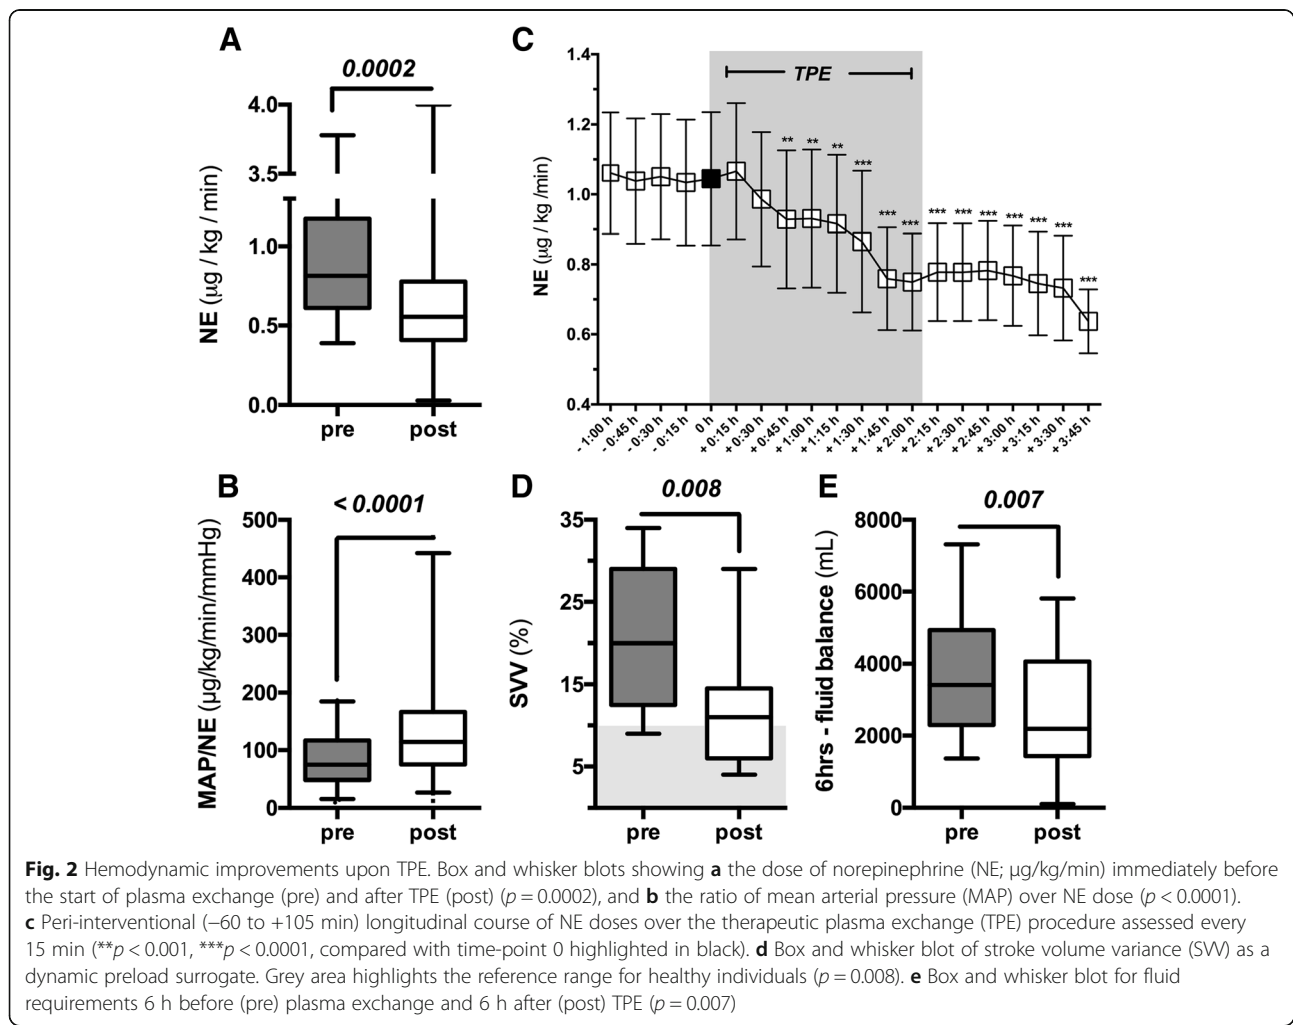 A
0.0002
NE (µg / kg / min)
4.0
3.5
1.0
0.5
0.0
pre
post
C
NE (µg / kg /min)
1.4
1.2
1.0
0.8
0.6
0.4
TPE
** ** ** *** *** *** *** *** *** *** *** *** ***
- 1:00 h
- 0:45 h
- 0:30 h
- 0:15 h
0 h
+ 0:15 h
+ 0:30 h
+ 0:45 h
+ 1:00 h
+ 1:15 h
+ 1:30 h
+ 1:45 h
+ 2:00 h
+ 2:15 h
+ 2:30 h
+ 2:45 h
+ 3:00 h
+ 3:15 h
+ 3:30 h
+ 3:45 h
B
< 0.0001
MAP/NE (µg/kg/min/mmHg)
500
400
300
200
100
0
pre
post
D
0.008
SVV (%)
35
25
15
5
pre
post
E
0.007
6hrs - fluid balance (mL)
8000
6000
4000
2000
0
pre
post
Fig. 2 Hemodynamic improvements upon TPE. Box and whisker blots showing a the dose of norepinephrine (NE; µg/kg/min) immediately before
the start of plasma exchange (pre) and after TPE (post) (p = 0.0002), and b the ratio of mean arterial pressure (MAP) over NE dose (p < 0.0001).
c Peri-interventional (−60 to +105 min) longitudinal course of NE doses over the therapeutic plasma exchange (TPE) procedure assessed every
15 min (**p < 0.001, ***p < 0.0001, compared with time-point 0 highlighted in black). d Box and whisker blot of stroke volume variance (SVV) as a
dynamic preload surrogate. Grey area highlights the reference range for healthy individuals (p = 0.008). e Box and whisker blot for fluid
requirements 6 h before (pre) plasma exchange and 6 h after (post) TPE (p = 0.007)